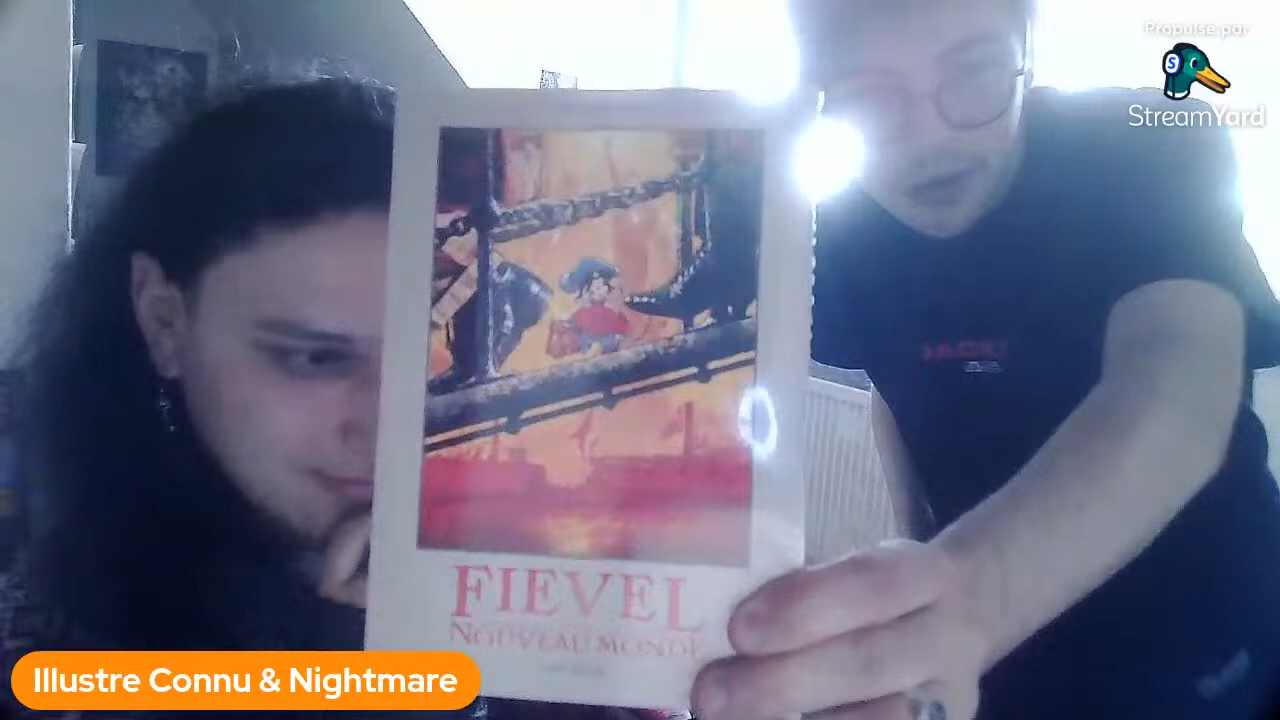 Propulsé par
StreamYard
FIEVEL
NOUVEAU MONDE
Illustre Connu & Nightmare